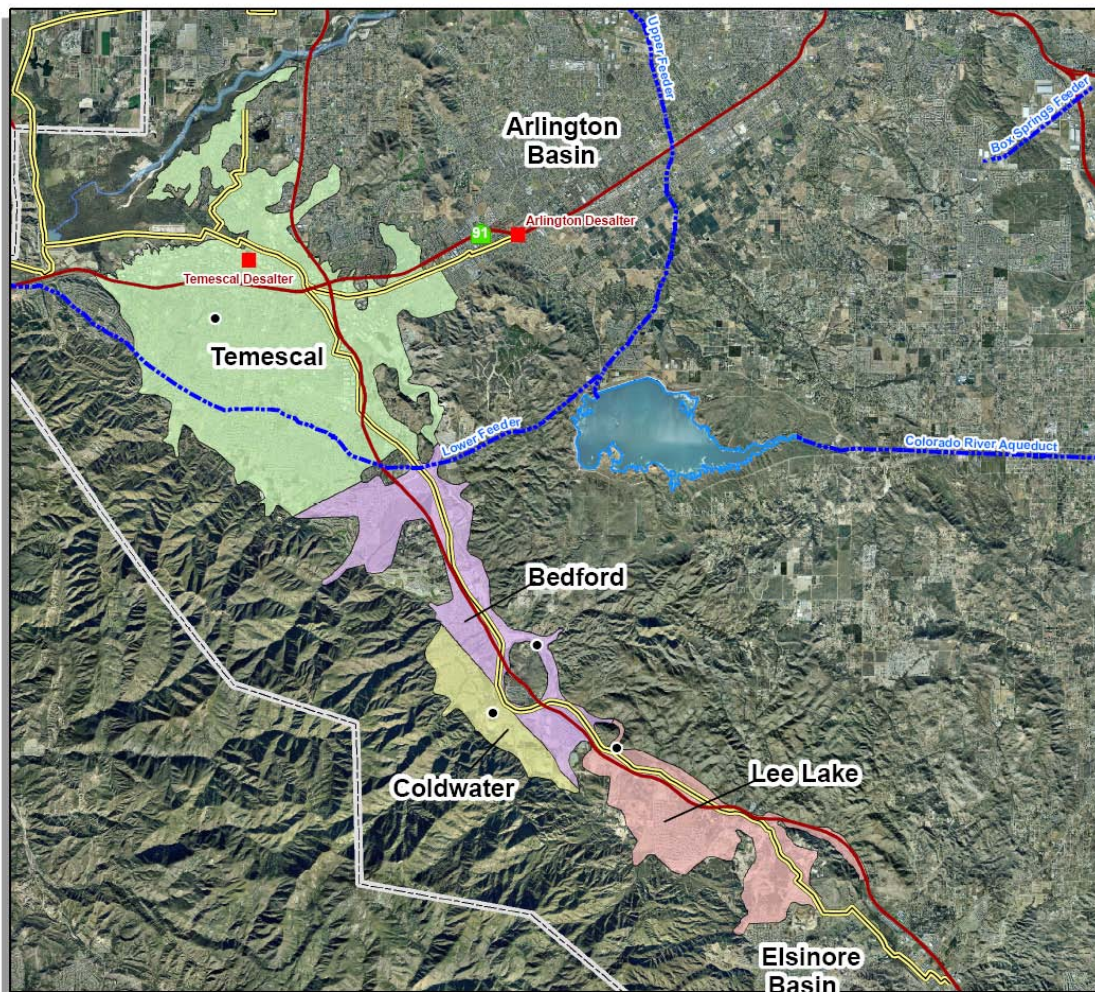 Upper Feeder
Box Springs Feeder
Arlington
Basin
Arlington Desalter
91
Temescal Desalter
Temescal
Lower Feeder
Colorado River Aqueduct
Bedford
Lee Lake
Coldwater
Elsinore
Basin